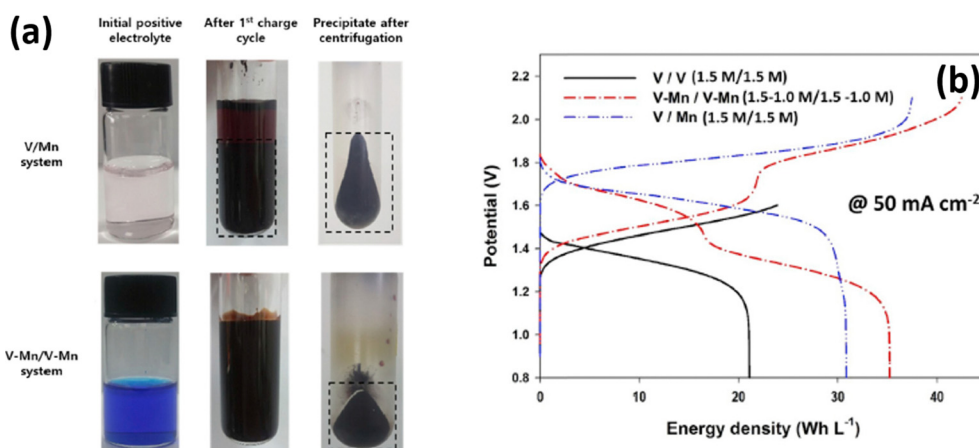 (a)
Initial positive
electrolyte
After 1st charge
cycle
Precipitate after
centrifugation
V/Mn
system
V-Mn/V-Mn
system
(b)
V / V (1.5 M/1.5 M)
V-Mn / V-Mn (1.5-1.0 M/1.5 -1.0 M)
V / Mn (1.5 M/1.5 M)
@ 50 mA cm-2
Potential (V)
2.2
2.0
1.8
1.6
1.4
1.2
1.0
0.8
0 10 20 30 40
Energy density (Wh L-1)